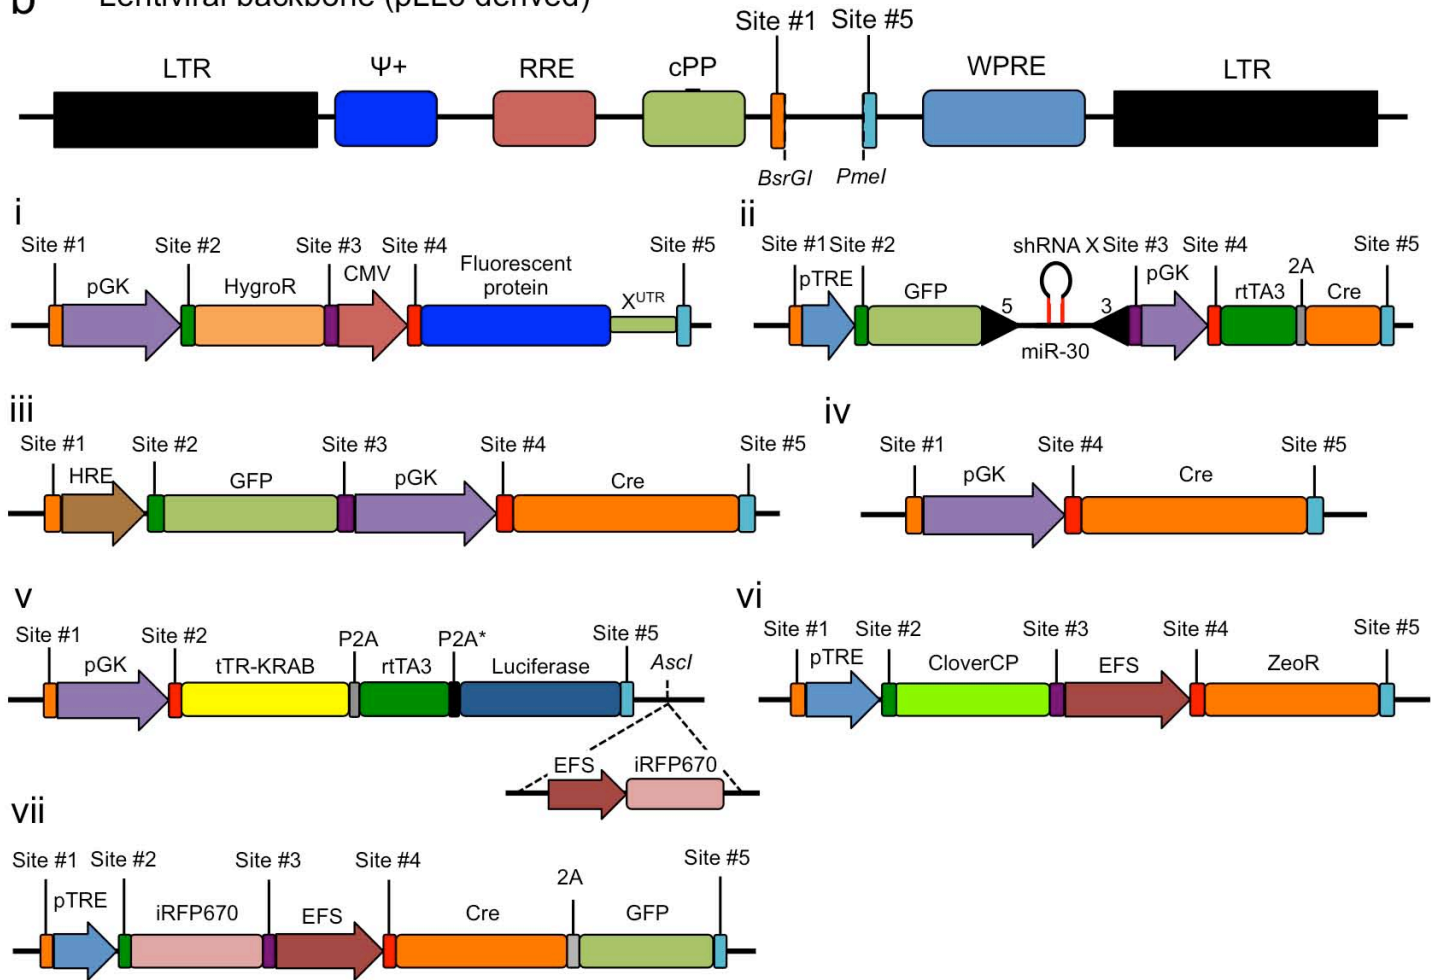 b Lentiviral backbone (pLL3 derived)
Site #1 Site #5
LTR Ψ+ RRE cPP WPRE LTR
BsrGI PmeI
i
Site #1 Site #2 Site #3 Site #4 Site #5
pGK HygroR CMV Fluorescent
protein
X^UTR
ii
Site #1 Site #2 shRNA X Site #3 Site #4 Site #5
pTRE GFP 5 3 pGK rtTA3 2A Cre
miR-30
iii
Site #1 Site #2 Site #3 Site #4 Site #5
HRE GFP pGK Cre
iv
Site #1 Site #4 Site #5
pGK Cre
v
Site #1 Site #2 P2A P2A* Site #5
pGK tTR-KRAB rtTA3 Luciferase AscI
EFS iRFP670
vi
Site #1 Site #2 Site #3 Site #4 Site #5
pTRE CloverCP EFS ZeoR
vii
Site #1 Site #2 Site #3 Site #4 Site #5
pTRE iRFP670 EFS Cre 2A GFP